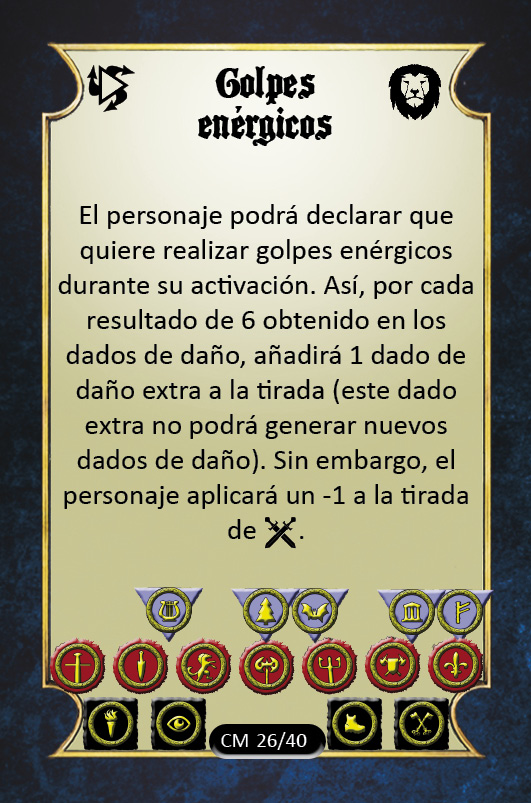 Golpes
enérgicos
El personaje podrá declarar que
quiere realizar golpes enérgicos
durante su activación. Así, por cada
resultado de 6 obtenido en los
dados de daño, añadirá 1 dado de
daño extra a la tirada (este dado
extra no podrá generar nuevos
dados de daño). Sin embargo, el
personaje aplicará un -1 a la tirada
de .
CM 26/40